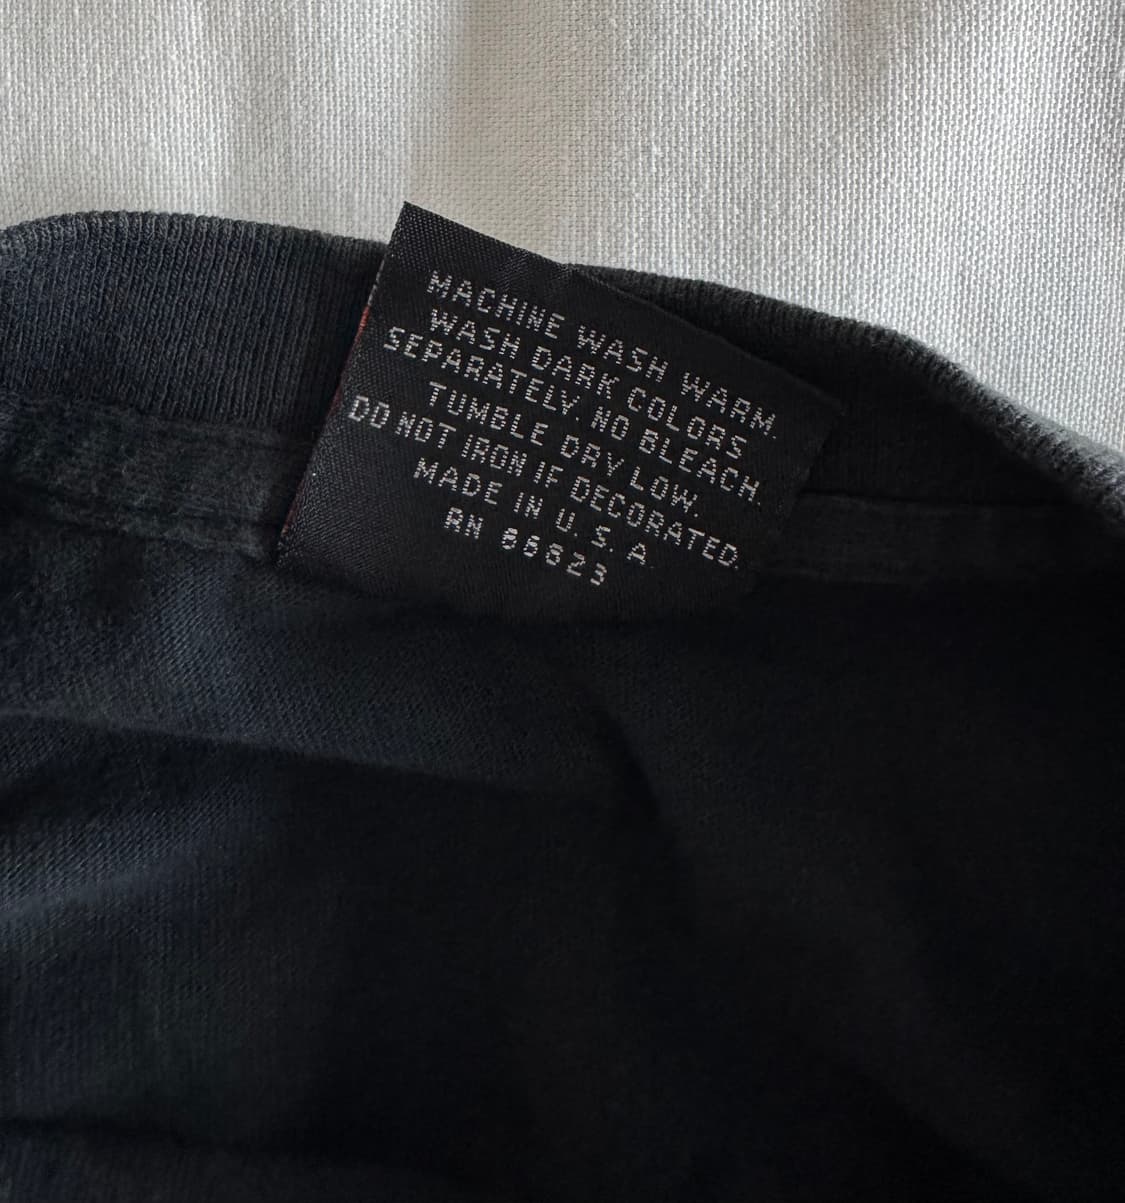 MACHINE WASH WARM.
WASH DARK COLORS
SEPARATELY. NO BLEACH.
TUMBLE DRY LOW.
DO NOT IRON IF DECORATED.
MADE IN U. S. A
RN